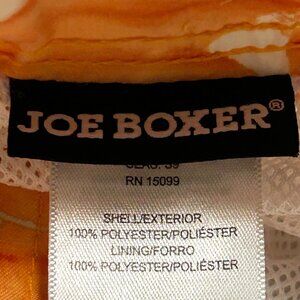 JOE BOXER®
RN 15099
SHELL/EXTERIOR
100% POLYESTER/POLIÉSTER
LINING/FORRO
100% POLYESTER/POLIÉSTER